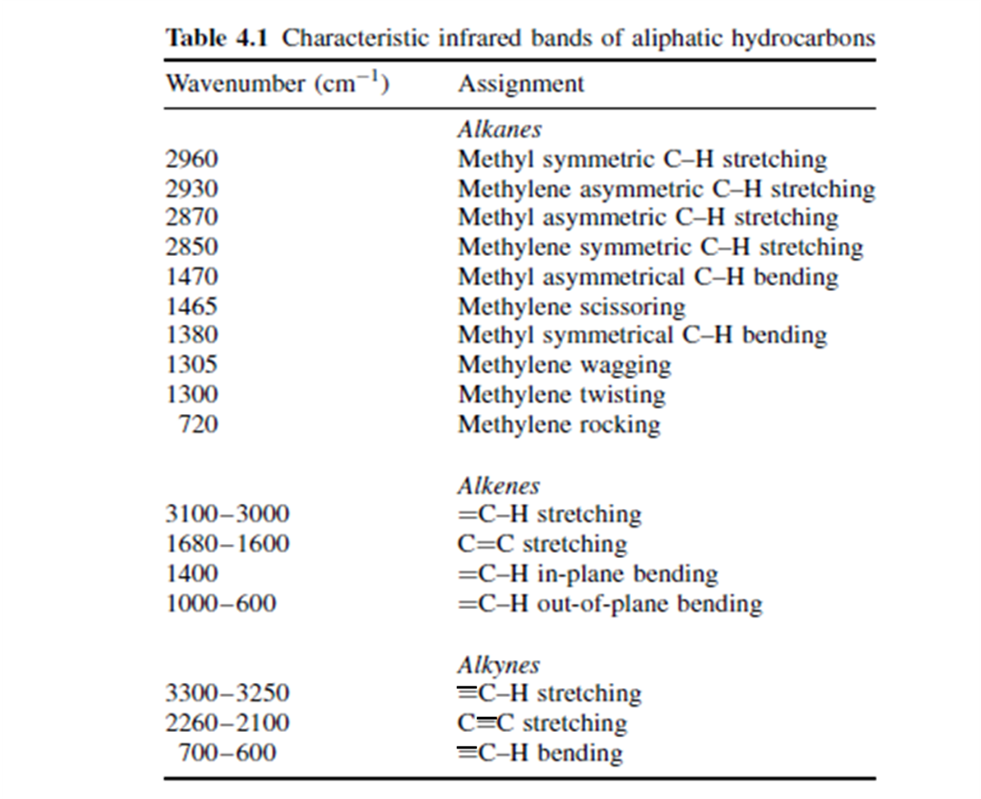 Table 4.1 Characteristic infrared bands of aliphatic hydrocarbons
Wavenumber (cm⁻¹) Assignment
Alkanes
2960 Methyl symmetric C–H stretching
2930 Methylene asymmetric C–H stretching
2870 Methyl asymmetric C–H stretching
2850 Methylene symmetric C–H stretching
1470 Methyl asymmetrical C–H bending
1465 Methylene scissoring
1380 Methyl symmetrical C–H bending
1305 Methylene wagging
1300 Methylene twisting
720 Methylene rocking
Alkenes
3100–3000 =C–H stretching
1680–1600 C=C stretching
1400 =C–H in-plane bending
1000–600 =C–H out-of-plane bending
Alkynes
3300–3250 ≡C–H stretching
2260–2100 C≡C stretching
700–600 ≡C–H bending